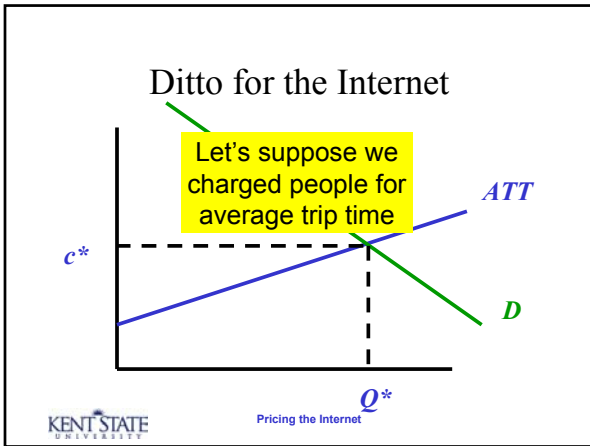 Ditto for the Internet
Let's suppose we
charged people for
average trip time
ATT
c*
D
Q*
KENT STATE
UNIVERSITY
Pricing the Internet